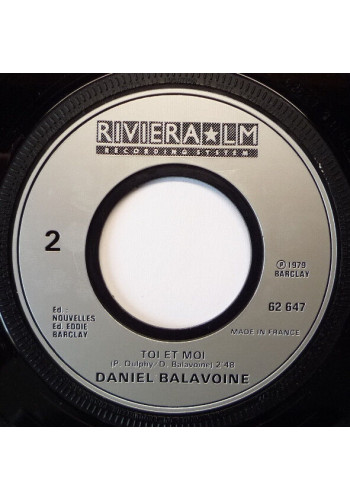 RIVIERA★LM
RECORDING SYSTEM
2
℗ 1979
BARCLAY
Ed.
NOUVELLES
Ed. EDDIE
BARCLAY
62 647
MADE IN FRANCE
TOI ET MOI
(P. Dulphy/D. Balavoine) 2:48
DANIEL BALAVOINE